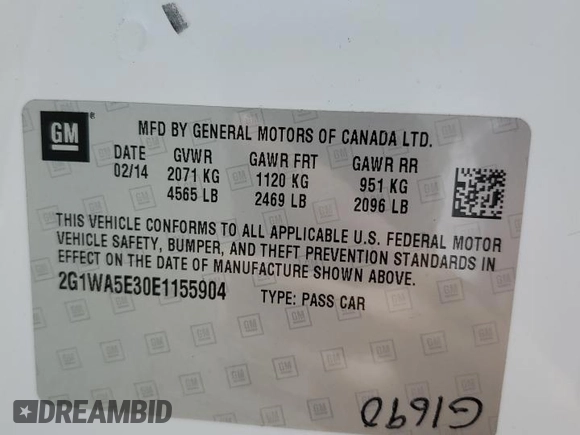 GM
MFD BY GENERAL MOTORS OF CANADA LTD.
DATE GVWR GAWR FRT GAWR RR
02/14 2071 KG 1120 KG 951 KG
4565 LB 2469 LB 2096 LB
THIS VEHICLE CONFORMS TO ALL APPLICABLE U.S. FEDERAL MOTOR
VEHICLE SAFETY, BUMPER, AND THEFT PREVENTION STANDARDS IN
EFFECT ON THE DATE OF MANUFACTURE SHOWN ABOVE.
2G1WA5E30E1155904 TYPE: PASS CAR
G1690
DREAMBID